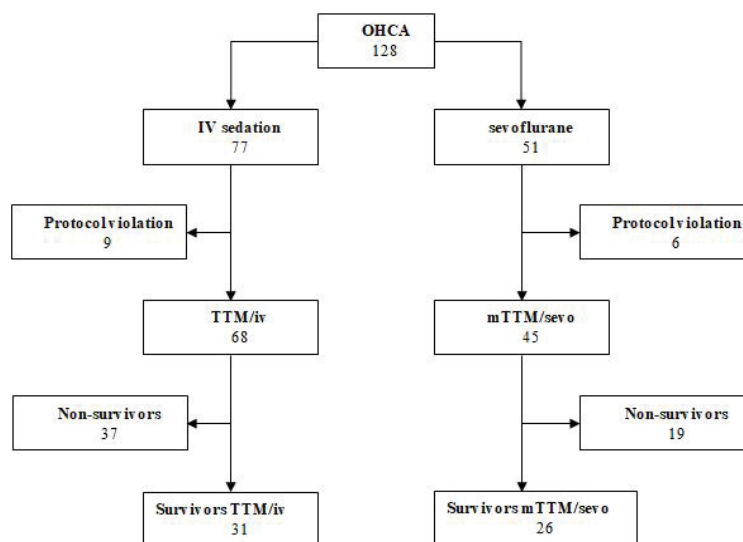 OHCA
128
IV sedation
77
sevoflurane
51
Protocol violation
9
Protocol violation
6
TTM/iv
68
mTTM/sevo
45
Non-survivors
37
Non-survivors
19
Survivors TTM/iv
31
Survivors mTTM/sevo
26